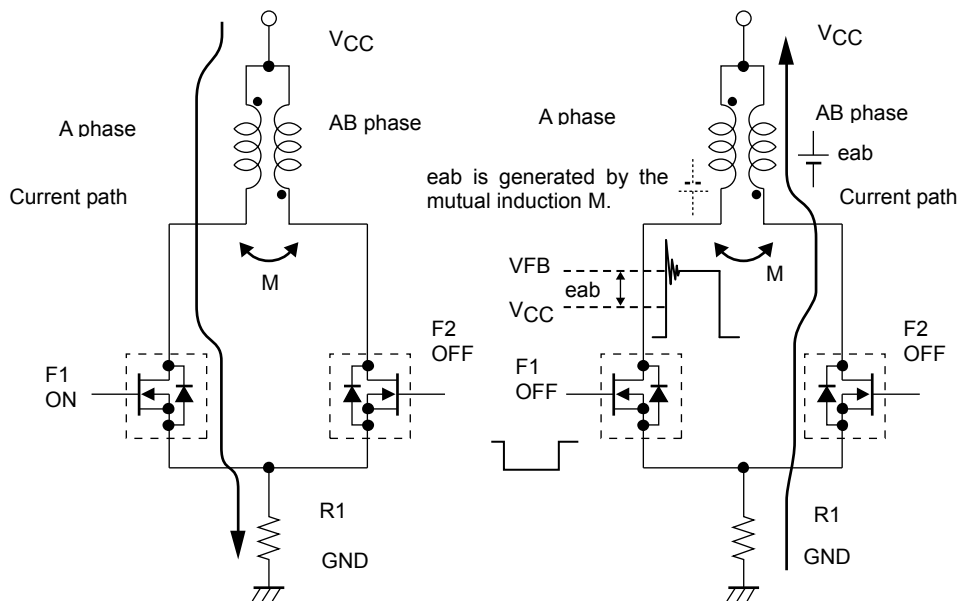 VCC
A phase
AB phase
Current path
M
F1
ON
F2
OFF
R1
GND
VCC
A phase
AB phase
eab
eab is generated by the
mutual induction M.
Current path
M
VFB
eab
VCC
F1
OFF
F2
OFF
R1
GND